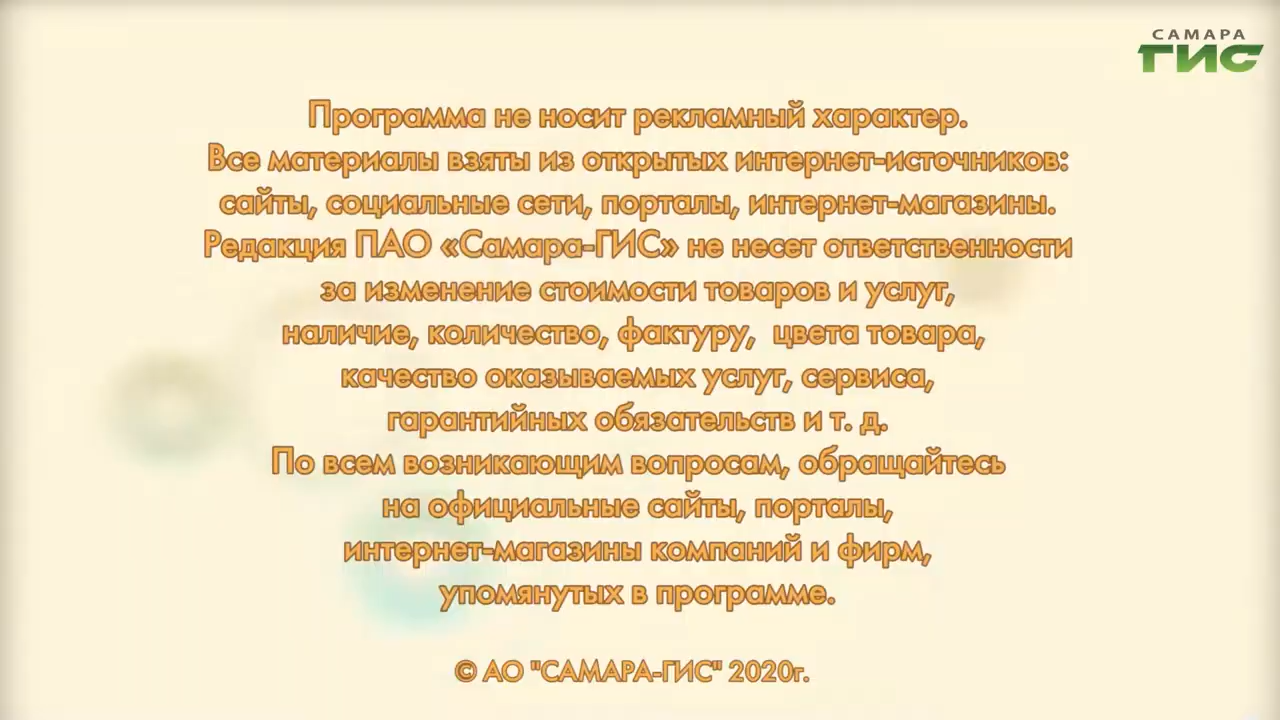 САМАРА
ГИС
Программа не носит рекламный характер.
Все материалы взяты из открытых интернет-источников:
сайты, социальные сети, порталы, интернет-магазины.
Редакция ПАО «Самара-ГИС» не несет ответственности
за изменение стоимости товаров и услуг,
наличие, количество, фактуру, цвета товара,
качество оказываемых услуг, сервиса,
гарантийных обязательств и т. д.
По всем возникающим вопросам, обращайтесь
на официальные сайты, порталы,
интернет-магазины компаний и фирм,
упомянутых в программе.
© АО "САМАРА-ГИС" 2020г.